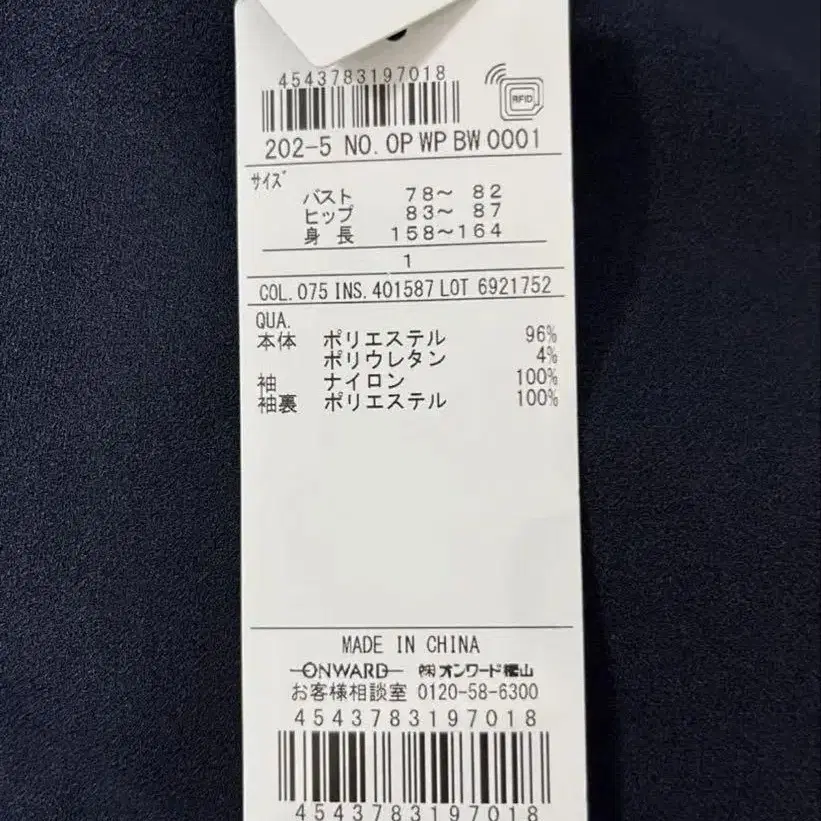 4543783197018
RFID
202-5 NO. OPWPBW0001
サイズ
バスト 78～ 82
ヒップ 83～ 87
身長 158～164
1
COL. 075 INS. 401587 LOT 6921752
QUA.
本体 ポリエステル 96%
ポリウレタン 4%
袖 ナイロン 100%
袖裏 ポリエステル 100%
MADE IN CHINA
ONWARD ㈱オンワード樫山
お客様相談室 0120-58-6300
4543783197018
4543783197018